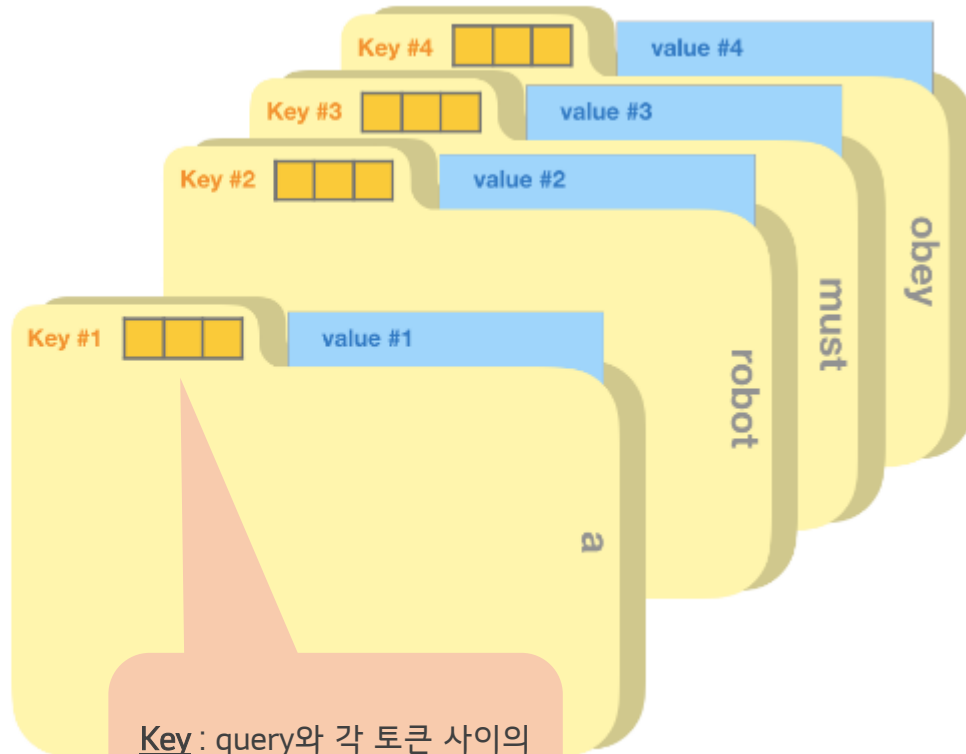 Key #4
value #4
Key #3
value #3
Key #2
value #2
Key #1
value #1
obey
must
robot
a
Key : query와 각 토큰 사이의